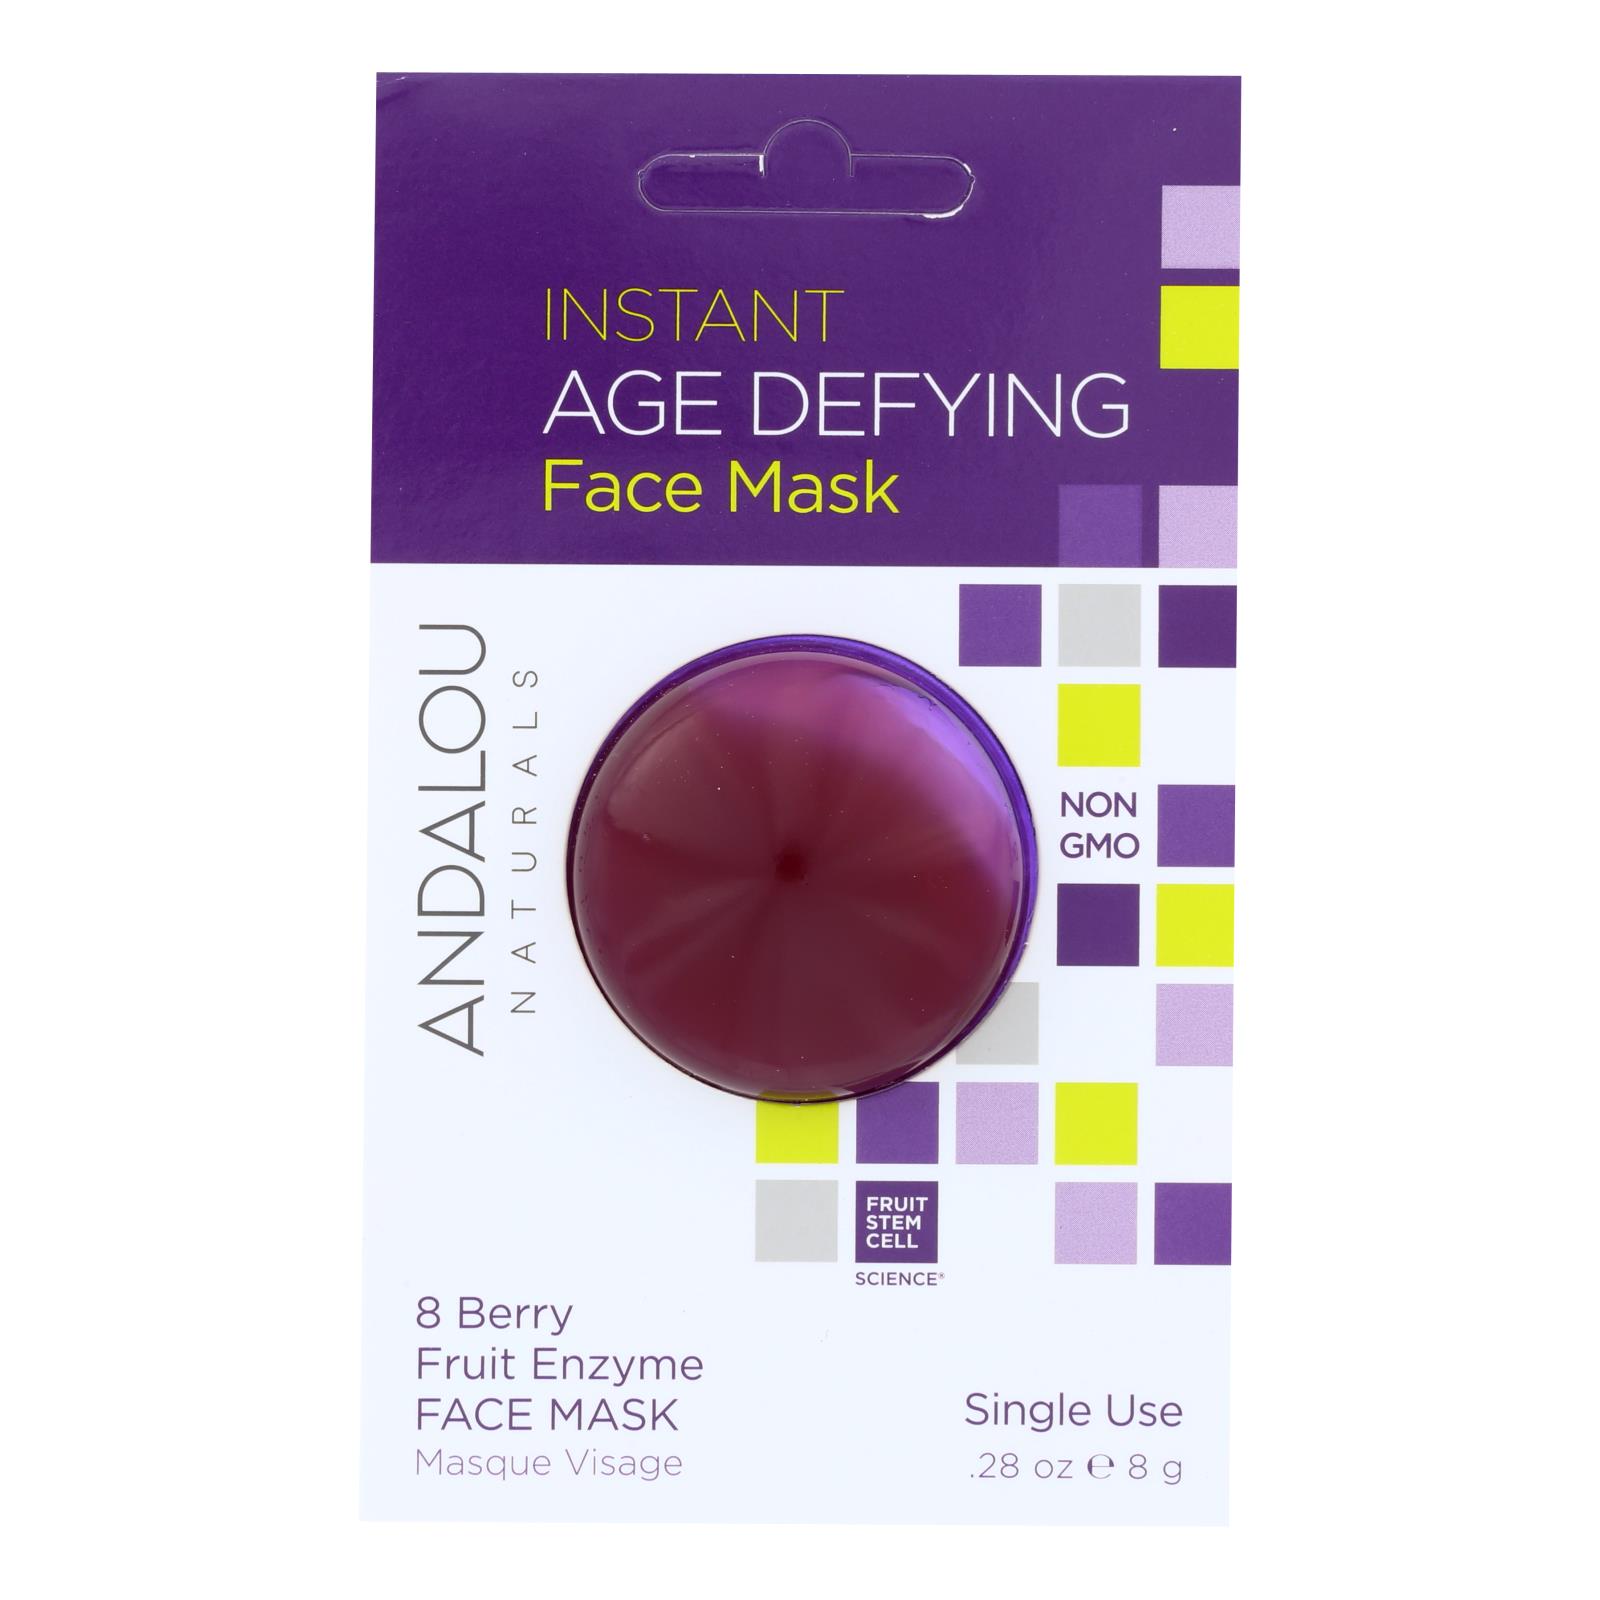 INSTANT
AGE DEFYING
Face Mask
ANDALOU
NATURALS
NON
GMO
FRUIT
STEM
CELL
SCIENCE®
8 Berry
Fruit Enzyme
FACE MASK
Masque Visage
Single Use
.28 oz ℮ 8 g